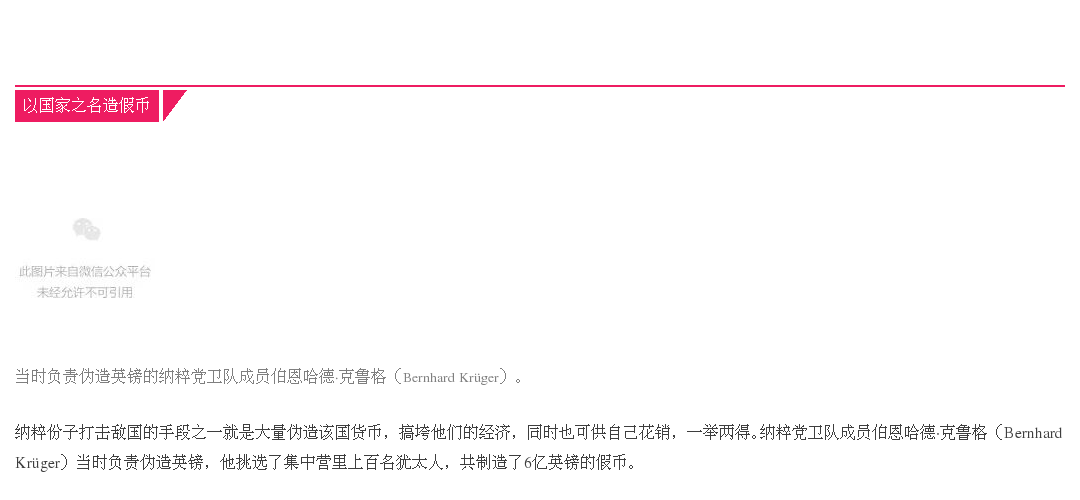 以国家之名造假币
此图片来自微信公众平台
未经允许不可引用
当时负责伪造英镑的纳粹党卫队成员伯恩哈德·克鲁格（Bernhard Krüger）。
纳粹份子打击敌国的手段之一就是大量伪造该国货币，搞垮他们的经济，同时也可供自己花销，一举两得。纳粹党卫队成员伯恩哈德·克鲁格（Bernhard
Krüger）当时负责伪造英镑，他挑选了集中营里上百名犹太人，共制造了6亿英镑的假币。